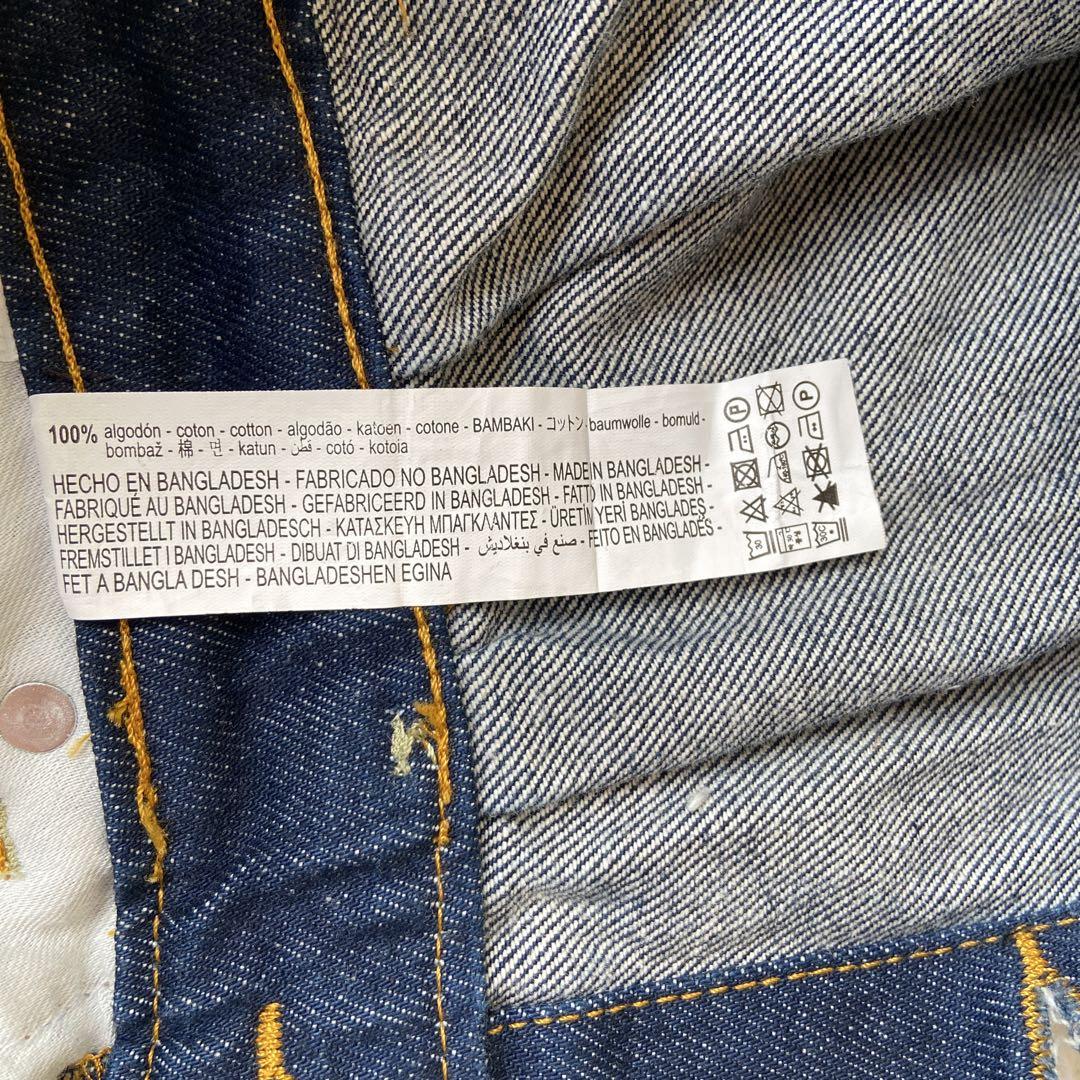 100% algodón - coton - cotton - algodão - katoen - cotone - BAMBAKI - コットン baumwolle - bomuld -
bombaž - 棉 - 면 - katun - قطن - cotó - kotoia
HECHO EN BANGLADESH - FABRICADO NO BANGLADESH - MADE IN BANGLADESH -
FABRIQUÉ AU BANGLADESH - GEFABRICEERD IN BANGLADESH - FATTO IN BANGLADESH -
HERGESTELLT IN BANGLADESCH - ΚΑΤΑΣΚΕΥΗ ΜΠΑΓΚΛΑΝΤΕΣ - ÜRETİM YERİ BANGLADEŞ -
FREMSTILLET I BANGLADESH - DIBUAT DI BANGLADESH - صنع في بنغلاديش - FEITO EN BANGLADÉS -
FET A BANGLA DESH - BANGLADESHEN EGINA